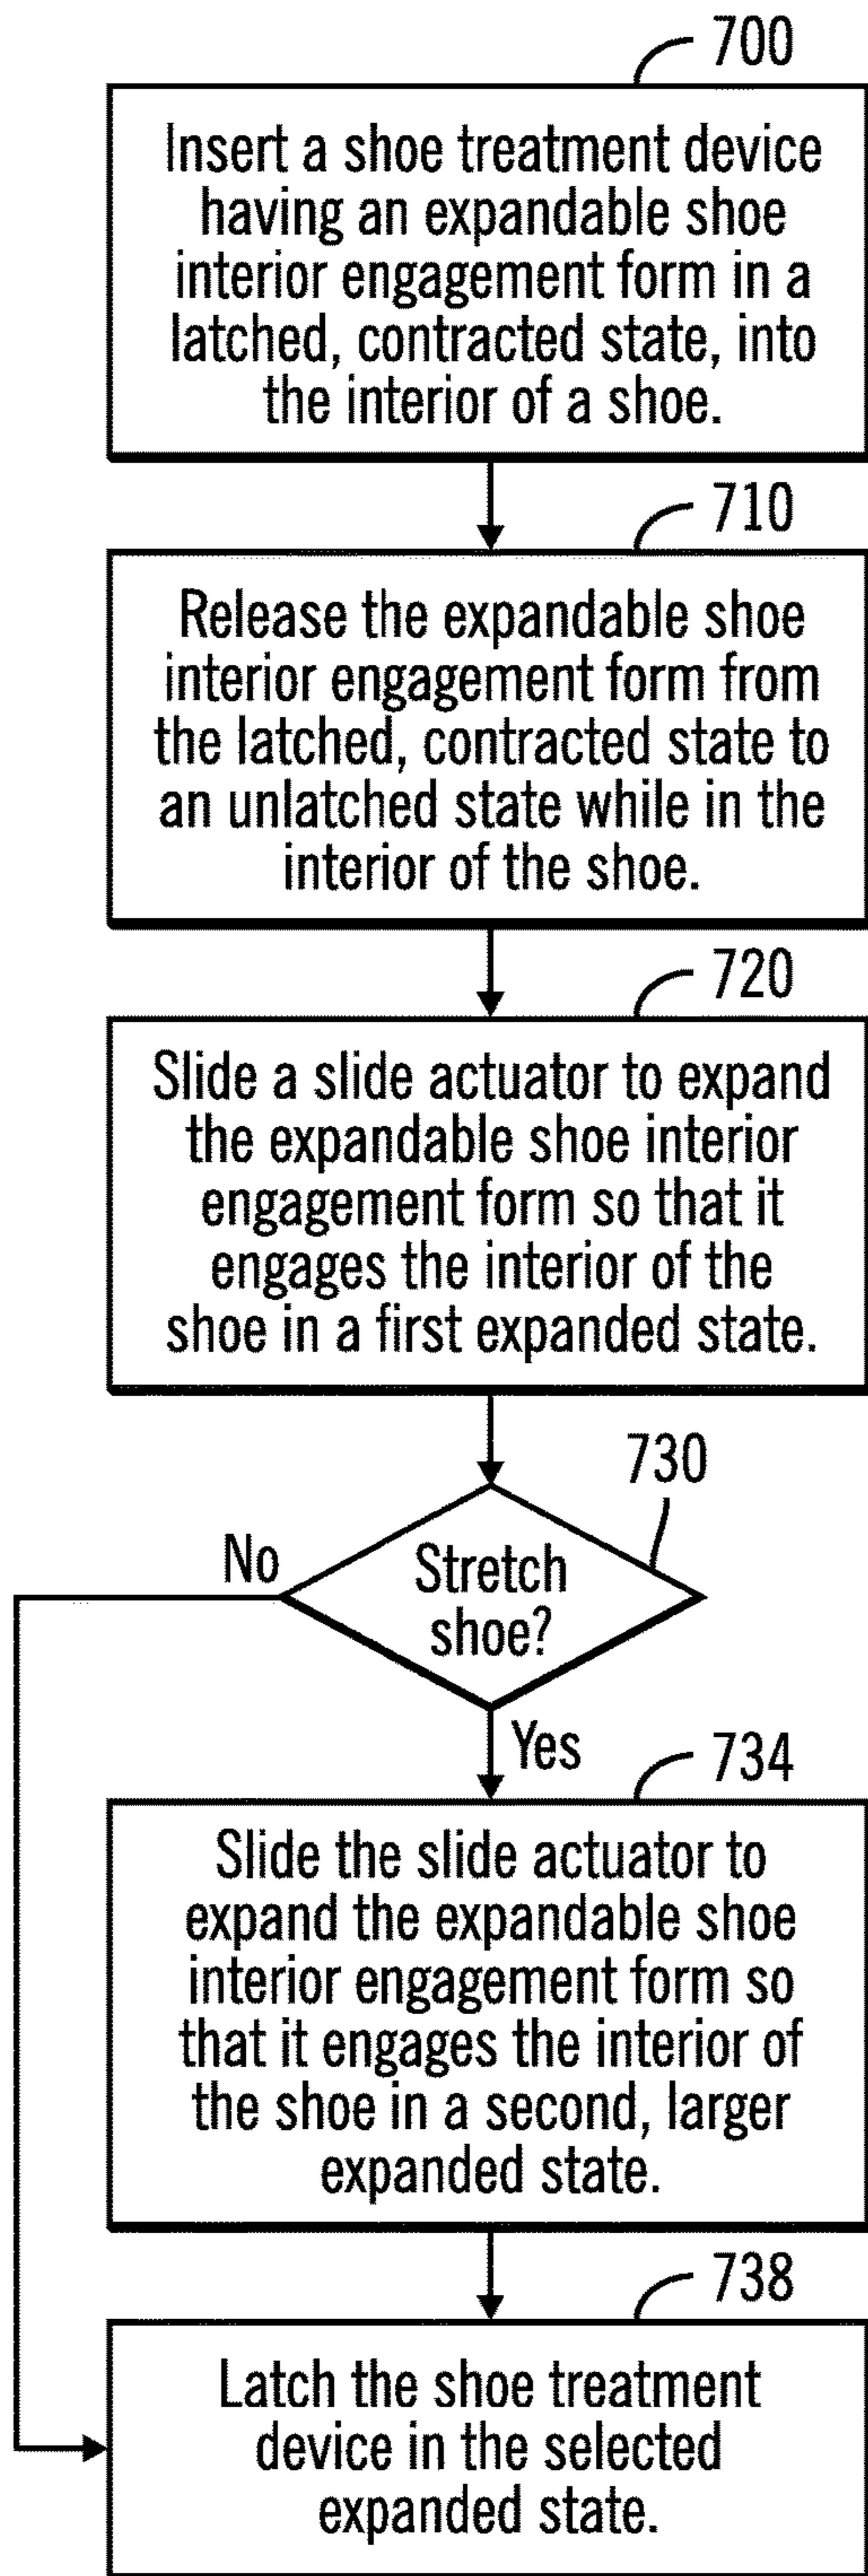 700
Insert a shoe treatment device
having an expandable shoe
interior engagement form in a
latched, contracted state, into
the interior of a shoe.
710
Release the expandable shoe
interior engagement form from
the latched, contracted state to
an unlatched state while in the
interior of the shoe.
720
Slide a slide actuator to expand
the expandable shoe interior
engagement form so that it
engages the interior of the
shoe in a first expanded state.
730
No
Stretch
shoe?
Yes
734
Slide the slide actuator to
expand the expandable shoe
interior engagement form so
that it engages the interior of
the shoe in a second, larger
expanded state.
738
Latch the shoe treatment
device in the selected
expanded state.